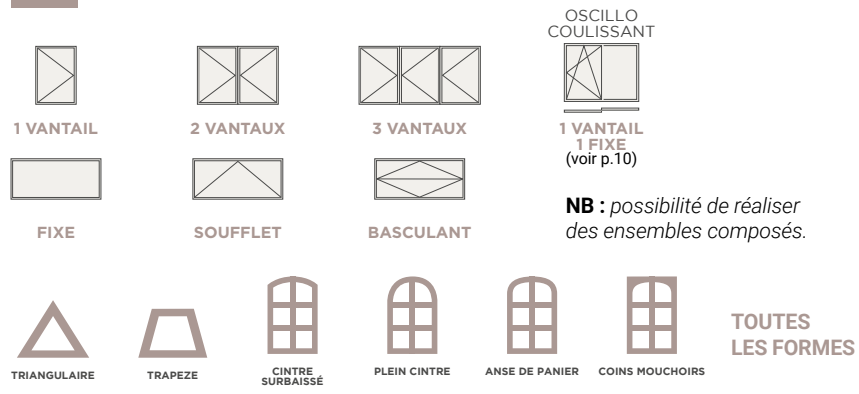 OSCILLO
COULISSANT
1 VANTAIL
2 VANTAUX
3 VANTAUX
1 VANTAIL
1 FIXE
(voir p.10)
FIXE
SOUFFLET
BASCULANT
NB : possibilité de réaliser
des ensembles composés.
TRIANGULAIRE
TRAPEZE
CINTRE
SURBAISSÉ
PLEIN CINTRE
ANSE DE PANIER
COINS MOUCHOIRS
TOUTES
LES FORMES